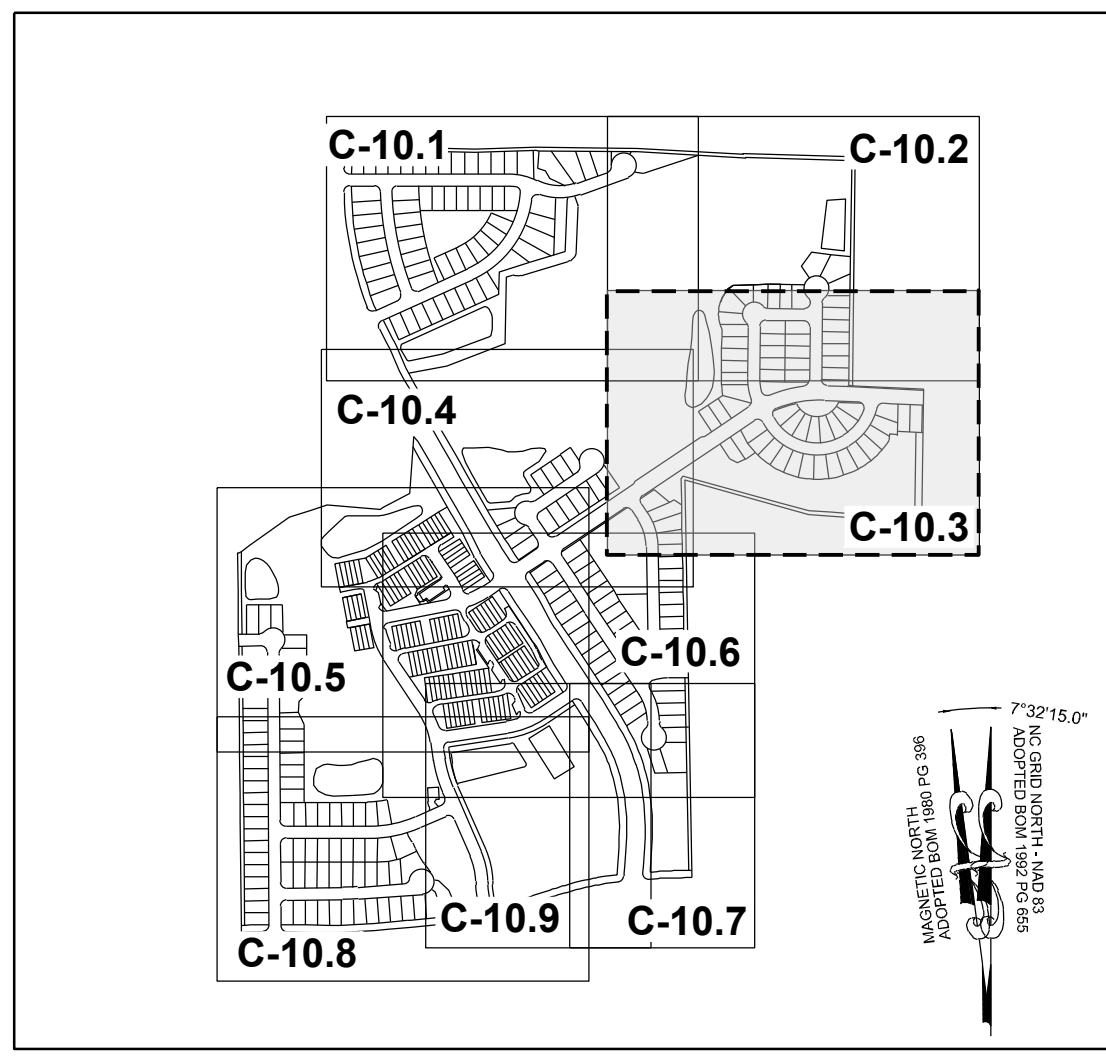 C-10.1
C-10.2
C-10.4
C-10.3
C-10.6
C-10.5
7°32'15.0"
NC GRID NORTH - NAD 83
ADOPTED BOM 1992 PG 655
MAGNETIC NORTH
ADOPTED BOM 1980 PG 396
C-10.9
C-10.7
C-10.8